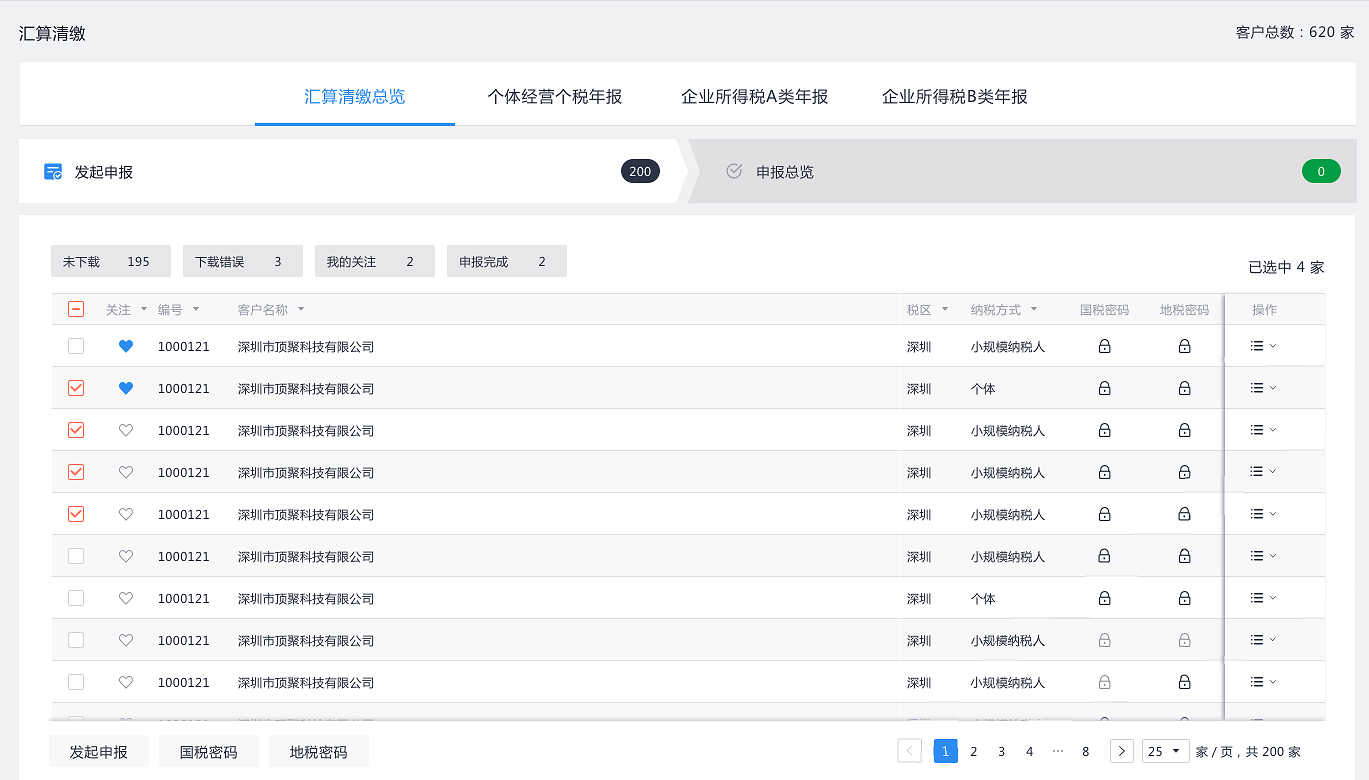 汇算清缴
客户总数：620 家
汇算清缴总览 个体经营个税年报 企业所得税A类年报 企业所得税B类年报
发起申报 200 申报总览 0
未下载 195 下载错误 3 我的关注 2 申报完成 2
已选中 4 家
关注 编号 客户名称 税区 纳税方式 国税密码 地税密码 操作
1000121 深圳市顶聚科技有限公司 深圳 小规模纳税人
1000121 深圳市顶聚科技有限公司 深圳 个体
1000121 深圳市顶聚科技有限公司 深圳 小规模纳税人
1000121 深圳市顶聚科技有限公司 深圳 小规模纳税人
1000121 深圳市顶聚科技有限公司 深圳 小规模纳税人
1000121 深圳市顶聚科技有限公司 深圳 小规模纳税人
1000121 深圳市顶聚科技有限公司 深圳 个体
1000121 深圳市顶聚科技有限公司 深圳 小规模纳税人
1000121 深圳市顶聚科技有限公司 深圳 小规模纳税人
发起申报 国税密码 地税密码 1 2 3 4 ··· 8 25 家 / 页，共 200 家